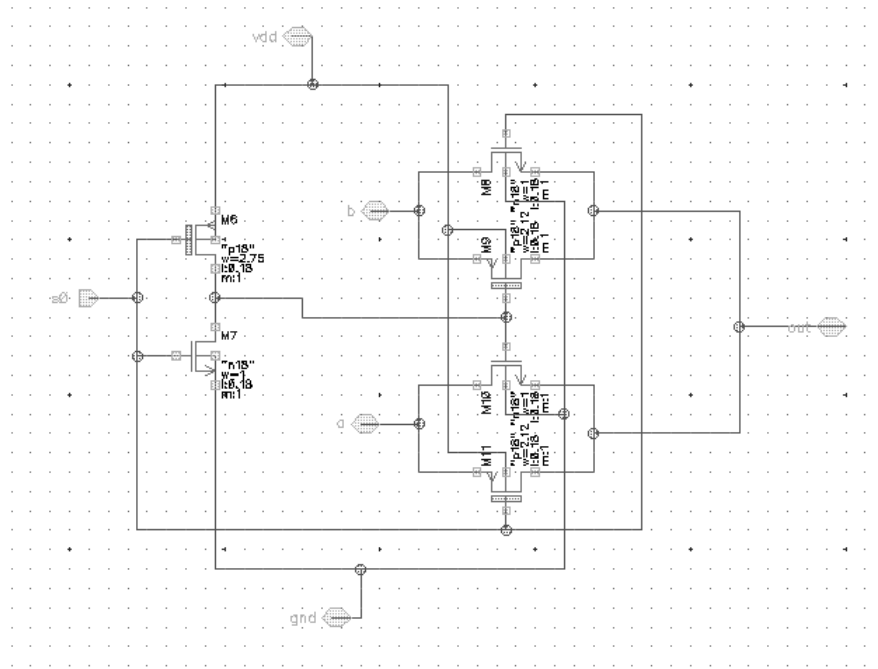 vdd
M8
"n18"
w=1
l:0.18
m:1
b
M6
"p18"
w=2.75
l:0.18
m:1
M9
"p18"
w=2.12
l:0.18
m:1
s0
out
M7
"n18"
w=1
l:0.18
m:1
M10
"n18"
w=1
l:0.18
m:1
a
M11
"p18"
w=2.12
l:0.18
m:1
gnd